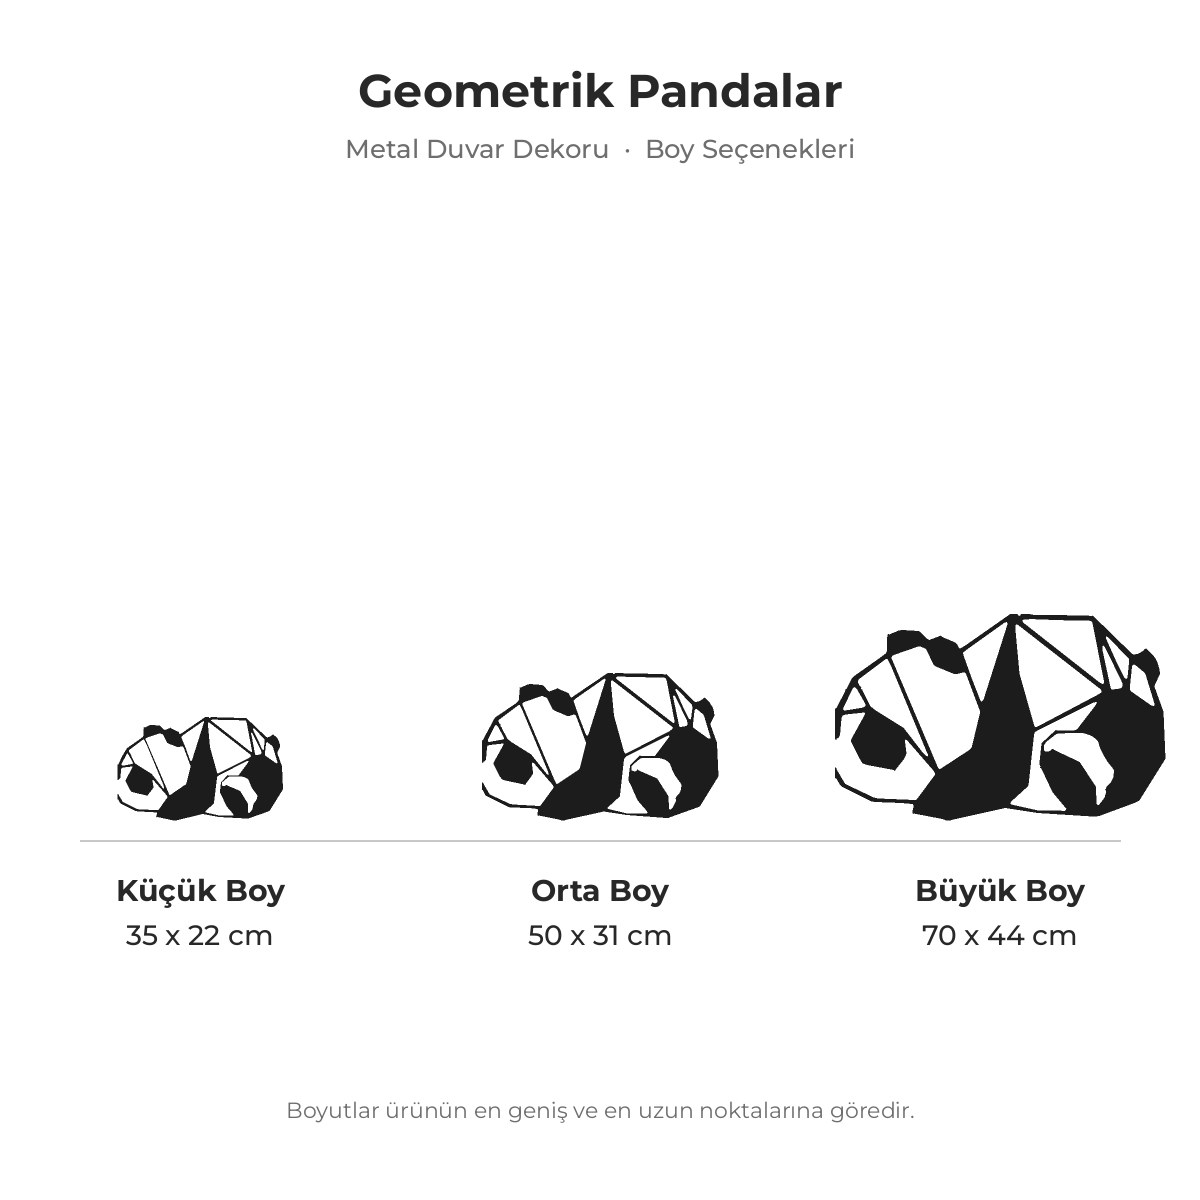 Geometrik Pandalar
Metal Duvar Dekoru · Boy Seçenekleri
Küçük Boy
35 x 22 cm
Orta Boy
50 x 31 cm
Büyük Boy
70 x 44 cm
Boyutlar ürünün en geniş ve en uzun noktalarına göredir.